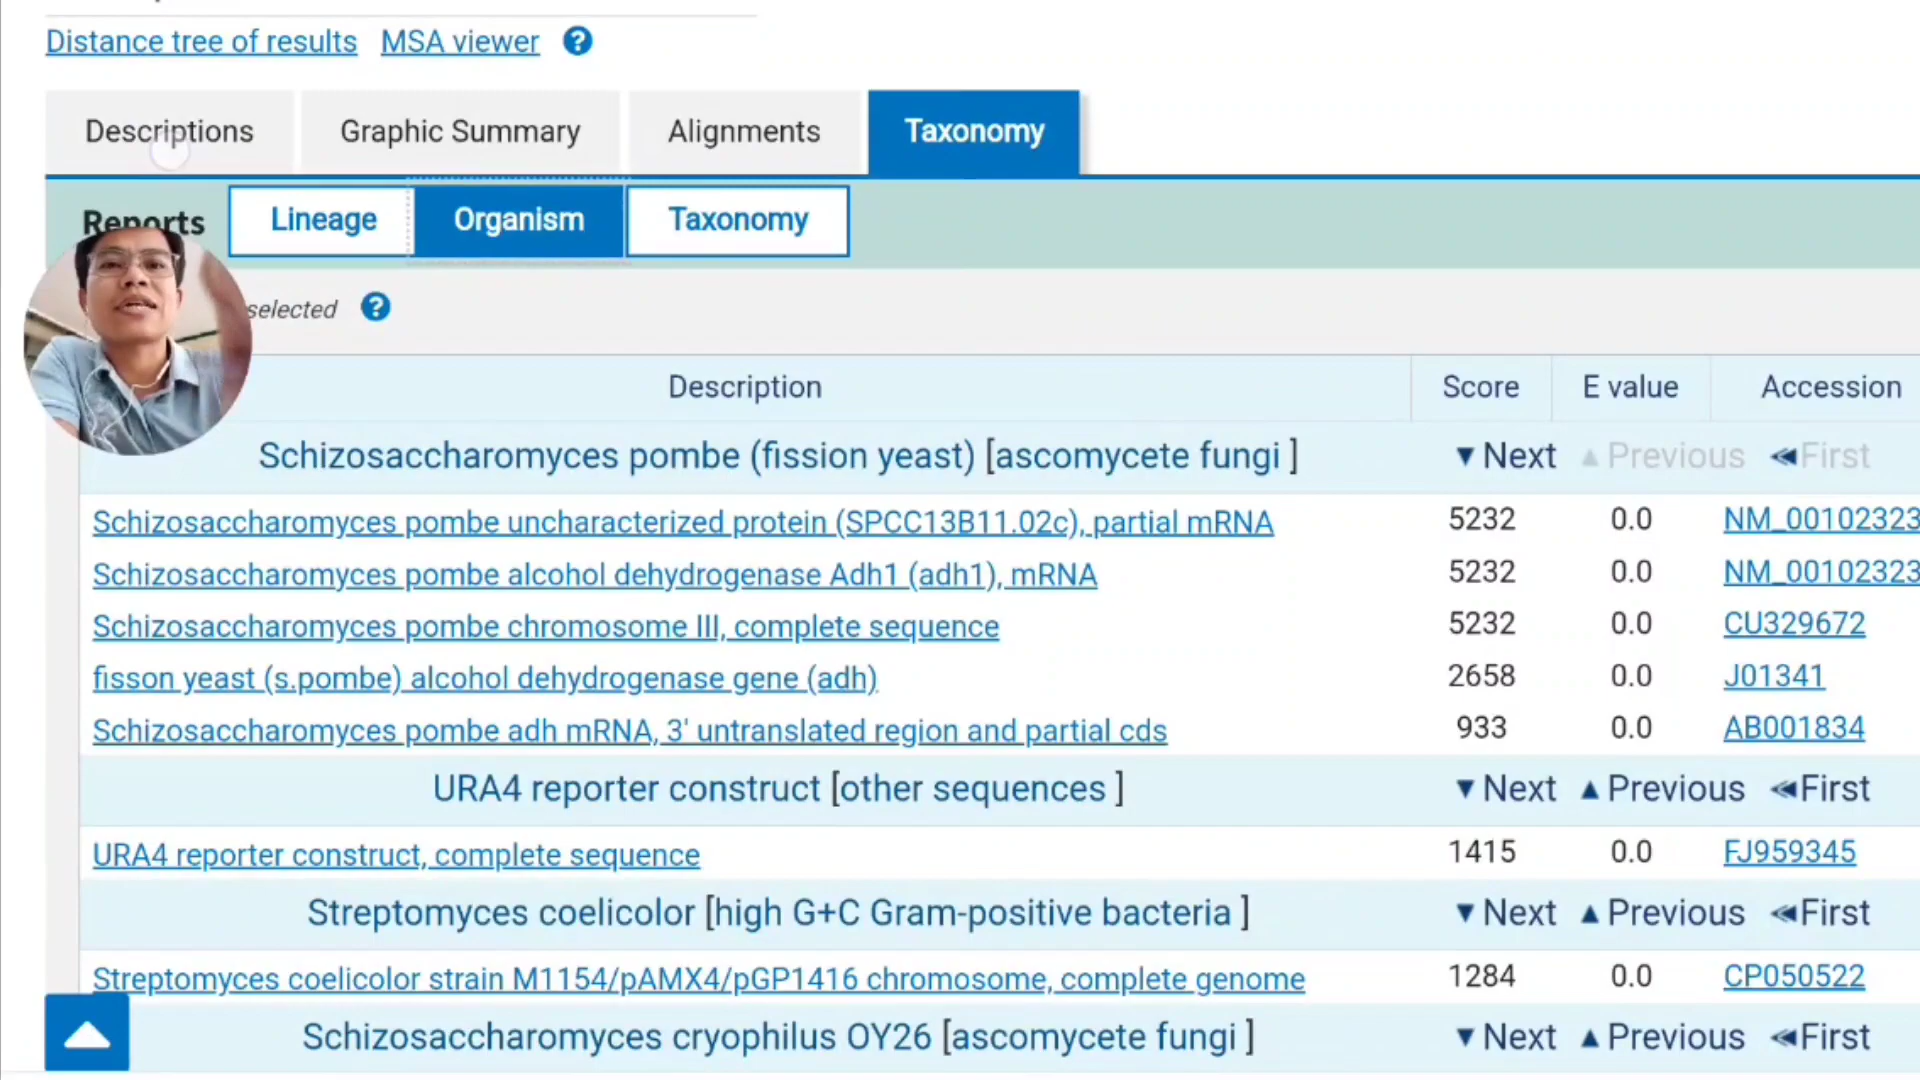 Distance tree of results MSA viewer ?
Descriptions Graphic Summary Alignments Taxonomy
Reports Lineage Organism Taxonomy
selected ?
Description Score E value Accession
Schizosaccharomyces pombe (fission yeast) [ascomycete fungi ] ▼Next ▲Previous ⏪First
Schizosaccharomyces pombe uncharacterized protein (SPCC13B11.02c), partial mRNA 5232 0.0 NM_00102323
Schizosaccharomyces pombe alcohol dehydrogenase Adh1 (adh1), mRNA 5232 0.0 NM_00102323
Schizosaccharomyces pombe chromosome III, complete sequence 5232 0.0 CU329672
fisson yeast (s.pombe) alcohol dehydrogenase gene (adh) 2658 0.0 J01341
Schizosaccharomyces pombe adh mRNA, 3' untranslated region and partial cds 933 0.0 AB001834
URA4 reporter construct [other sequences ] ▼Next ▲Previous ⏪First
URA4 reporter construct, complete sequence 1415 0.0 FJ959345
Streptomyces coelicolor [high G+C Gram-positive bacteria ] ▼Next ▲Previous ⏪First
Streptomyces coelicolor strain M1154/pAMX4/pGP1416 chromosome, complete genome 1284 0.0 CP050522
Schizosaccharomyces cryophilus OY26 [ascomycete fungi ] ▼Next ▲Previous ⏪First